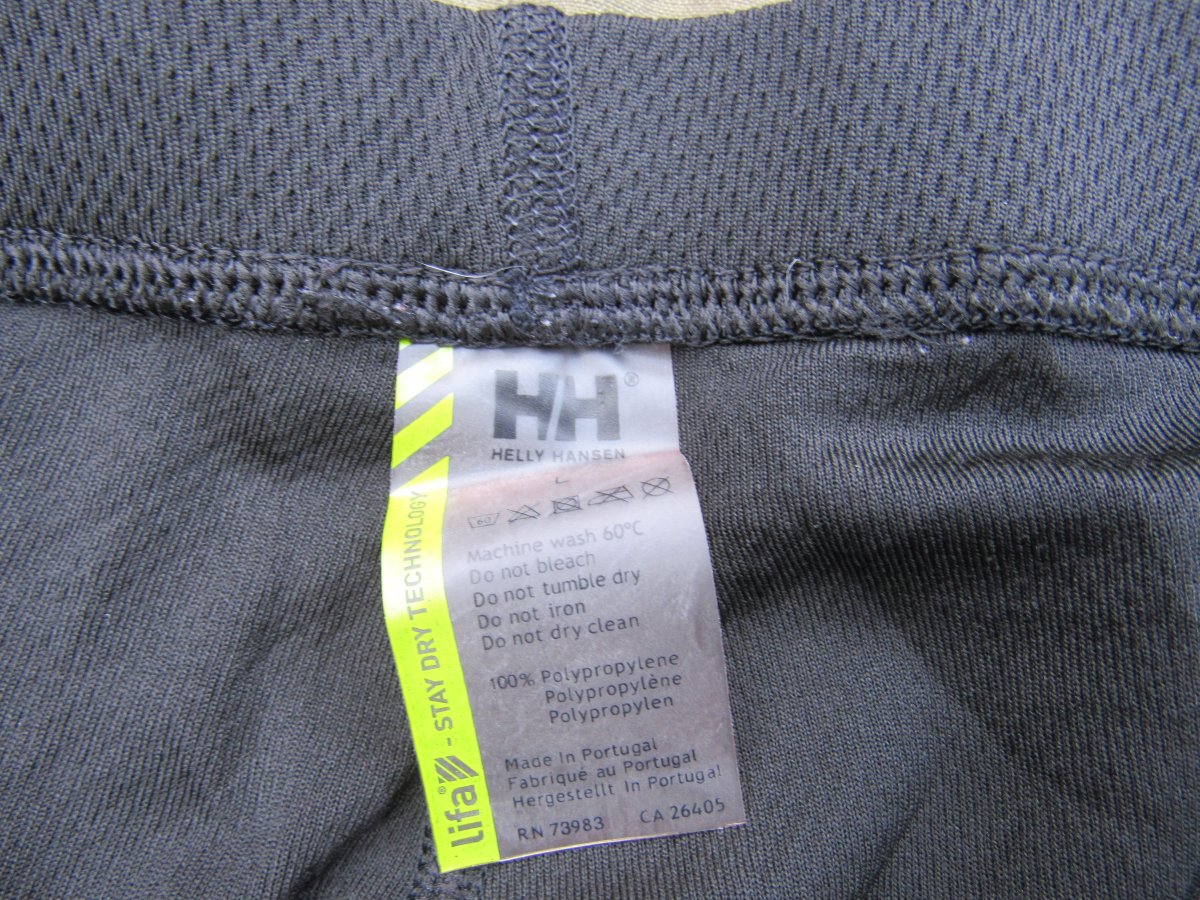 HH®
HELLY HANSEN
L
60
Machine wash 60°C
Do not bleach
Do not tumble dry
Do not iron
Do not dry clean
100% Polypropylene
Polypropylène
Polypropylen
Made In Portugal
Fabriqué au Portugal
Hergestellt In Portugal
RN 73983 CA 26405
lifa® - STAY DRY TECHNOLOGY